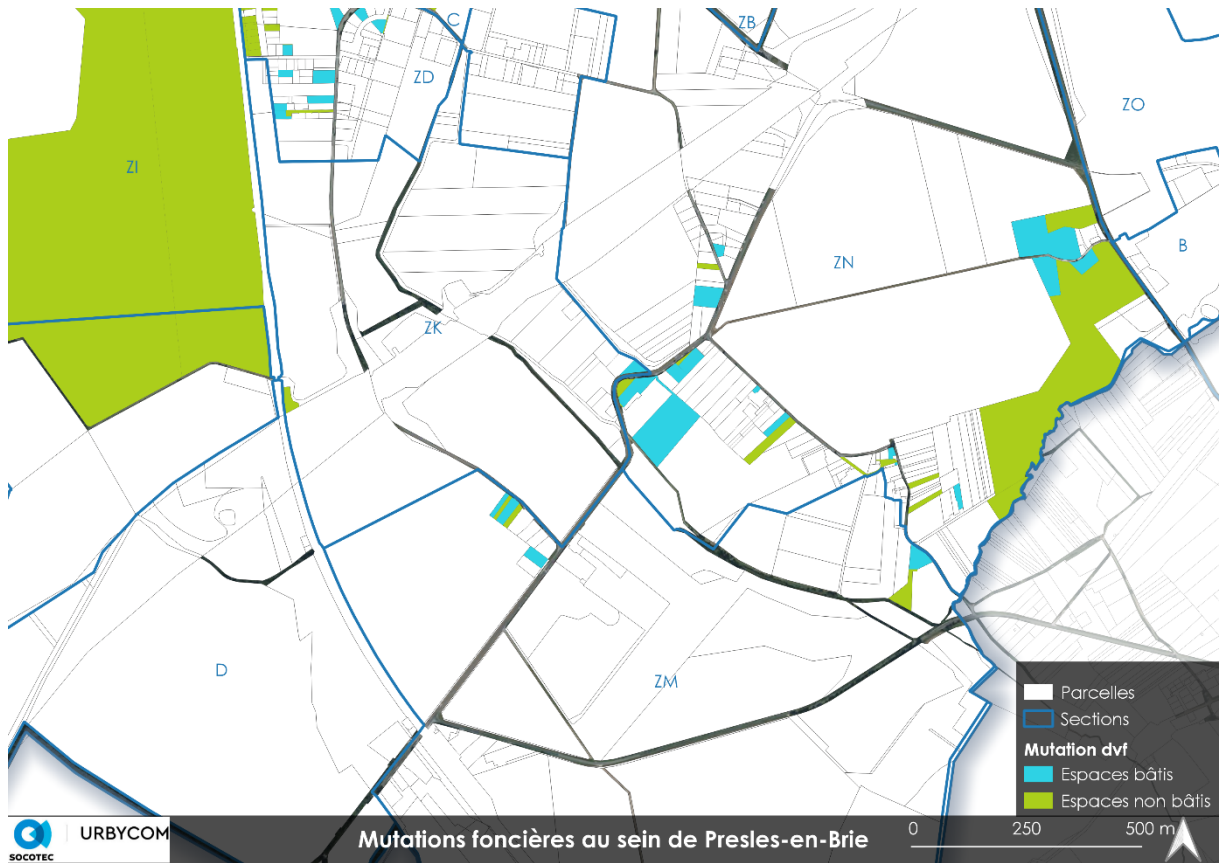 C
ZB
ZD
ZO
ZI
B
ZN
ZK
D
ZM
Parcelles
Sections
Mutation dvf
Espaces bâtis
Espaces non bâtis
SOCOTEC
URBYCOM
Mutations foncières au sein de Presles-en-Brie
0 250 500 m